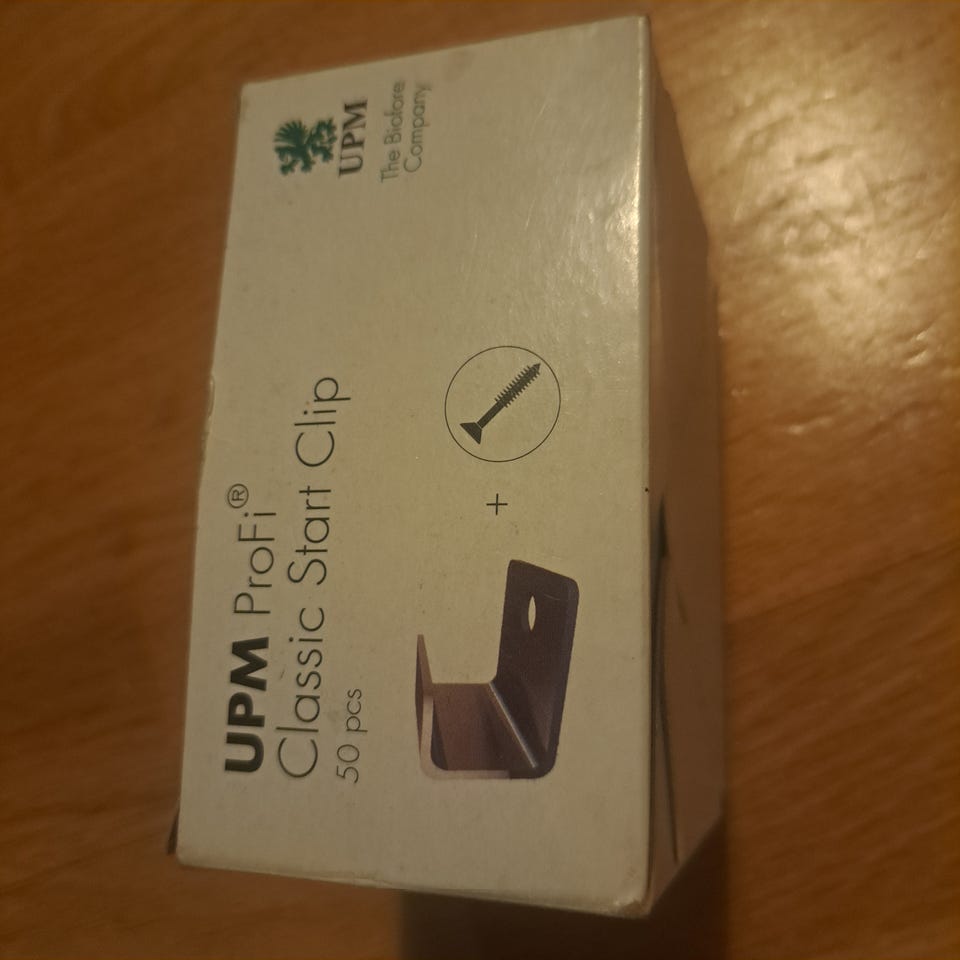 UPM ProFi®
Classic Start Clip
50 pcs
+
UPM
The Biofore
Company